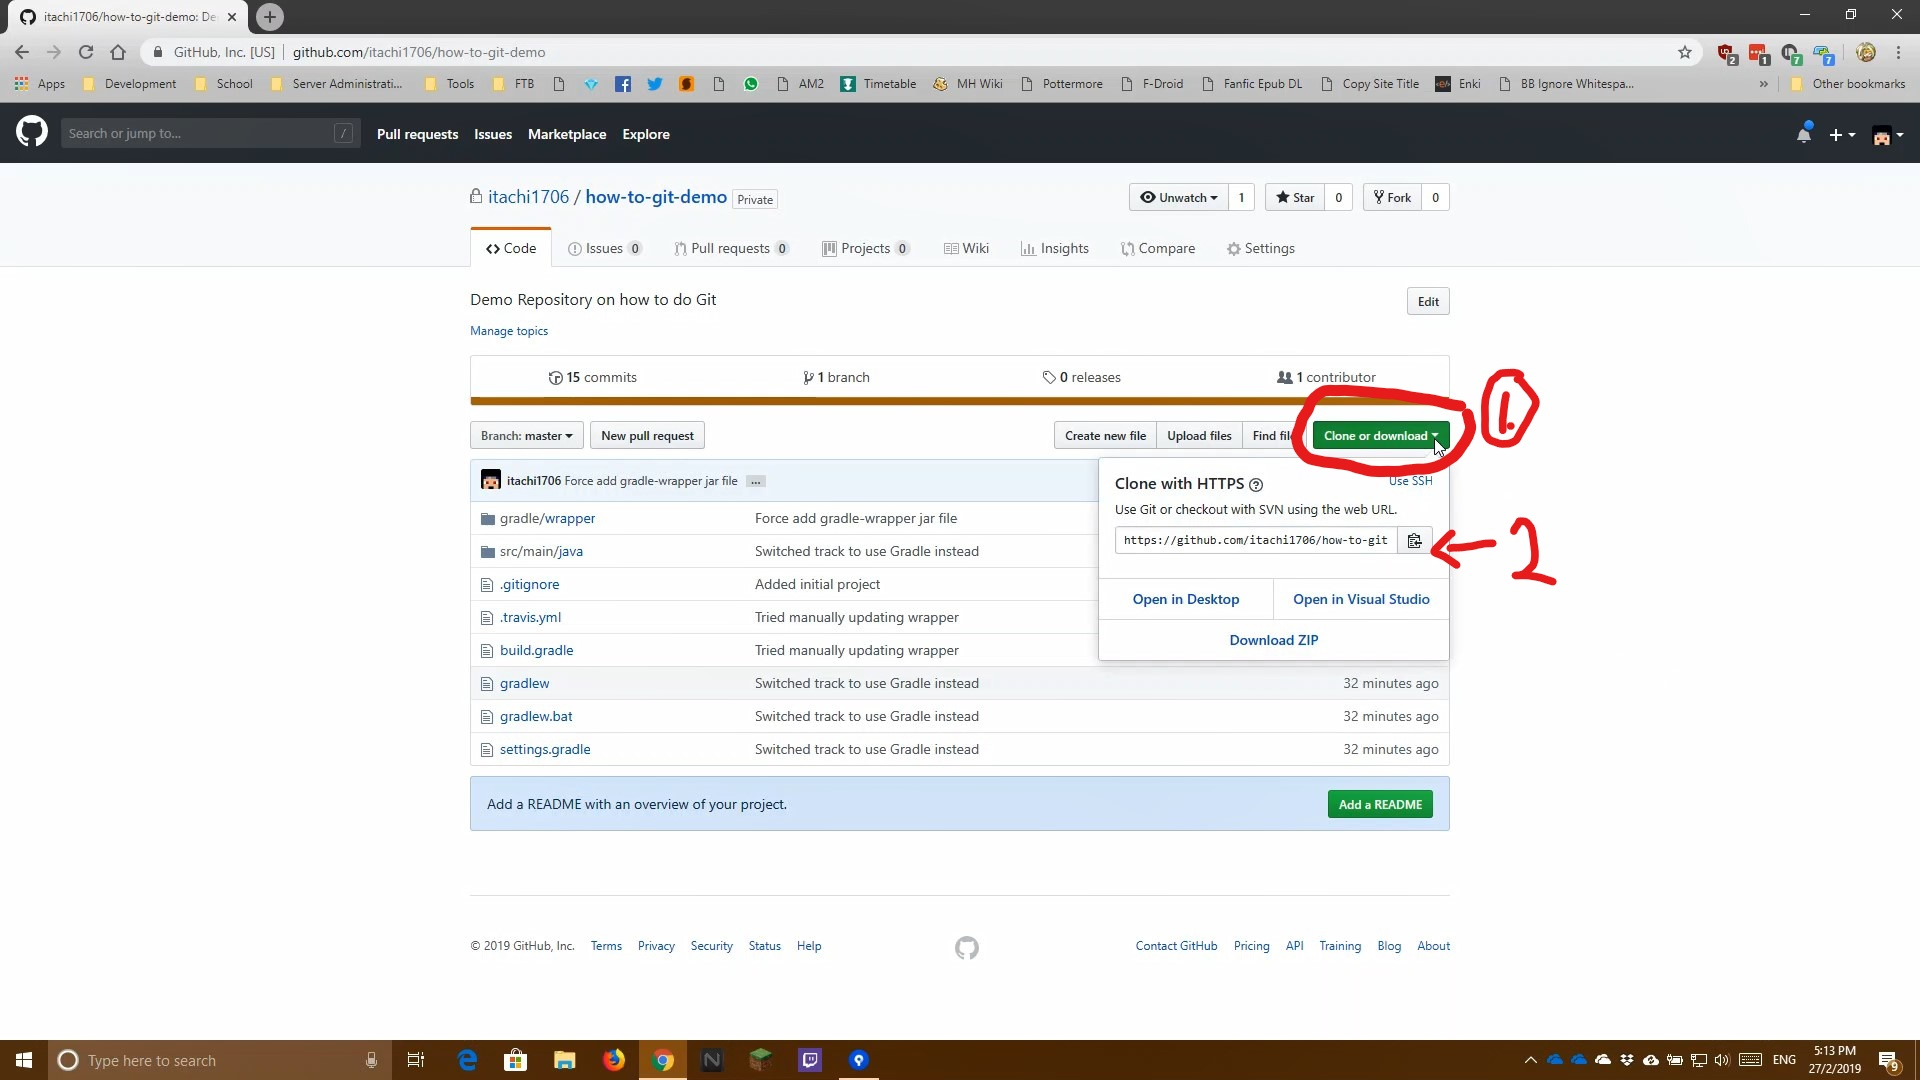 itachi1706/how-to-git-demo: De
GitHub, Inc. [US] github.com/itachi1706/how-to-git-demo
2 1 7 7
Apps Development School Server Administrati... Tools FTB AM2 Timetable MH Wiki Pottermore F-Droid Fanfic Epub DL Copy Site Title Enki BB Ignore Whitespa... » Other bookmarks
Search or jump to... / Pull requests Issues Marketplace Explore
itachi1706 / how-to-git-demo Private Unwatch 1 Star 0 Fork 0
Code Issues 0 Pull requests 0 Projects 0 Wiki Insights Compare Settings
Demo Repository on how to do Git Edit
Manage topics
15 commits 1 branch 0 releases 1 contributor
1.
Branch: master New pull request Create new file Upload files Find fil Clone or download
itachi1706 Force add gradle-wrapper jar file ...
Clone with HTTPS Use SSH
Use Git or checkout with SVN using the web URL.
https://github.com/itachi1706/how-to-git
2
Open in Desktop Open in Visual Studio
Download ZIP
gradle/wrapper Force add gradle-wrapper jar file
src/main/java Switched track to use Gradle instead
.gitignore Added initial project
.travis.yml Tried manually updating wrapper
build.gradle Tried manually updating wrapper
gradlew Switched track to use Gradle instead 32 minutes ago
gradlew.bat Switched track to use Gradle instead 32 minutes ago
settings.gradle Switched track to use Gradle instead 32 minutes ago
Add a README with an overview of your project. Add a README
© 2019 GitHub, Inc. Terms Privacy Security Status Help Contact GitHub Pricing API Training Blog About
Type here to search ENG 5:13 PM
27/2/2019 9